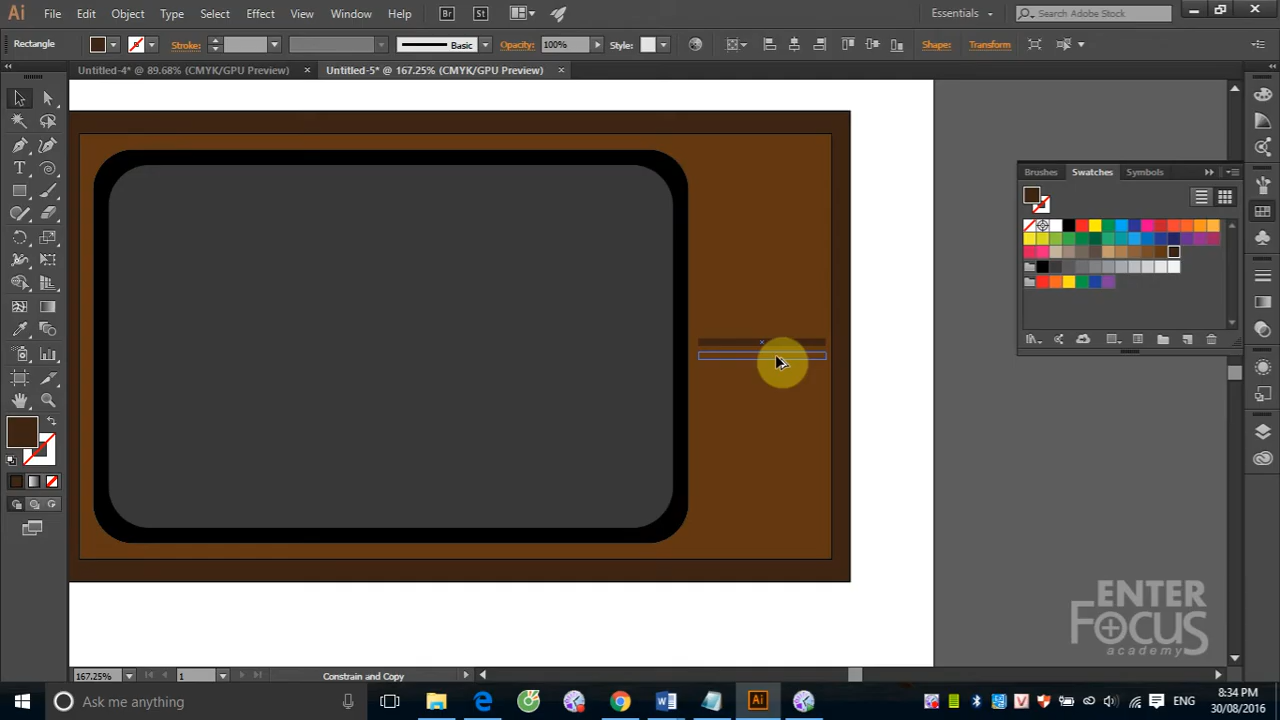 Ai File Edit Object Type Select Effect View Window Help Br St Essentials Search Adobe Stock
Rectangle Stroke: Basic Opacity: 100% Style: Shape: Transform
Untitled-4* @ 89.68% (CMYK/GPU Preview) × Untitled-5* @ 167.25% (CMYK/GPU Preview) ×
Brushes Swatches Symbols
ENTER
FOCUS
academy
167.25% 1 Constrain and Copy
Ask me anything ENG
8:34 PM
30/08/2016